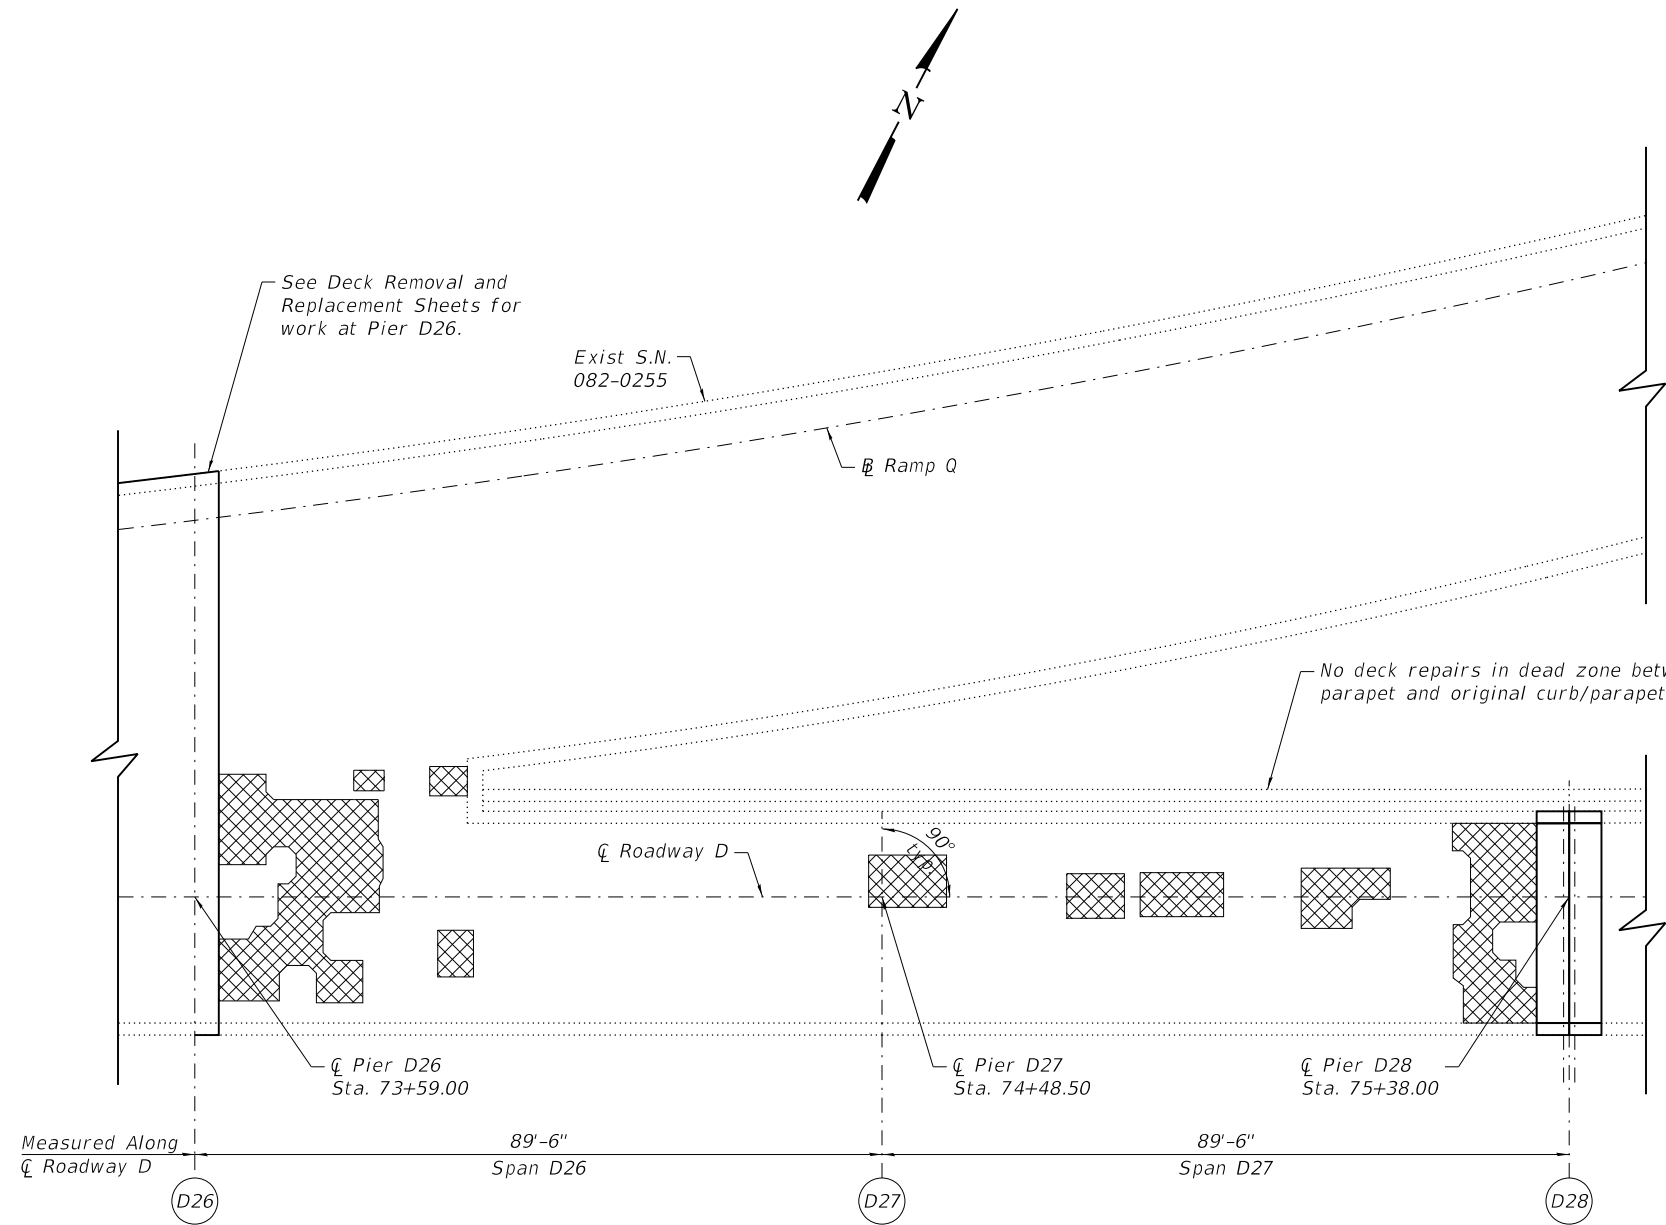 N
See Deck Removal and
Replacement Sheets for
work at Pier D26.
Exist S.N.
082-0255
℄ Ramp Q
No deck repairs in dead zone
parapet and original curb/parapet
90°
typ.
℄ Roadway D
℄ Pier D26
Sta. 73+59.00
℄ Pier D27
Sta. 74+48.50
℄ Pier D28
Sta. 75+38.00
Measured Along
℄ Roadway D
89'-6"
Span D26
89'-6"
Span D27
D26
D27
D28